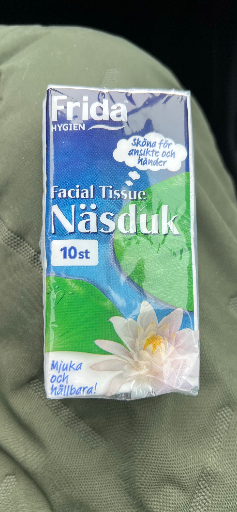 Frida
HYGIEN
Sköna för
ansikte och
händer
Facial Tissue
Näsduk
10st
Mjuka
och
hållbara!